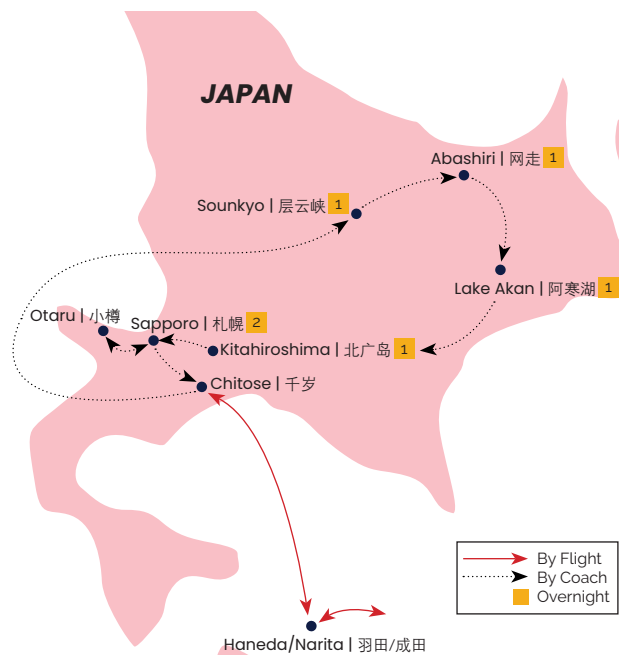 JAPAN
Abashiri | 网走 1
Sounkyo | 层云峡 1
Lake Akan | 阿寒湖 1
Otaru | 小樽
Sapporo | 札幌 2
Kitahiroshima | 北广岛 1
Chitose | 千岁
By Flight
By Coach
Overnight
Haneda/Narita | 羽田/成田